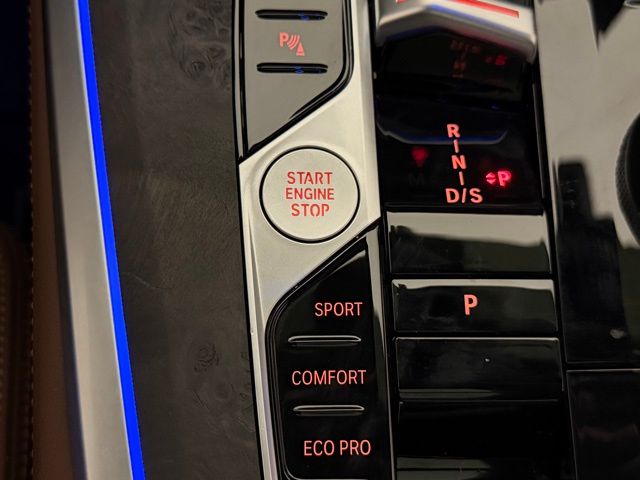 P
START
ENGINE
STOP
R
N
D/S
P
P
SPORT
COMFORT
ECO PRO